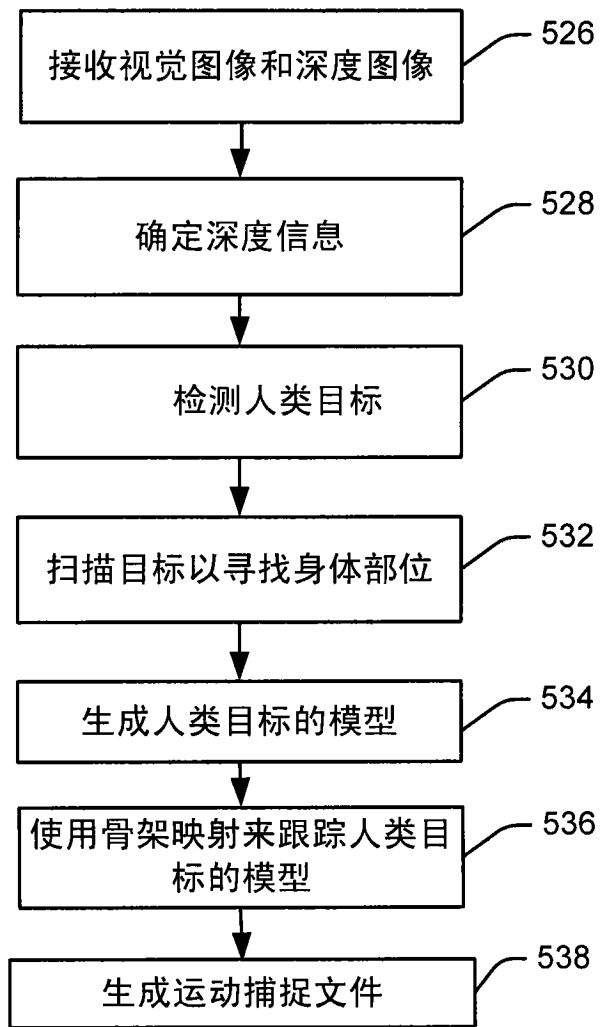 接收视觉图像和深度图像
526
确定深度信息
528
检测人类目标
530
扫描目标以寻找身体部位
532
生成人类目标的模型
534
使用骨架映射来跟踪人类目
标的模型
536
生成运动捕捉文件
538